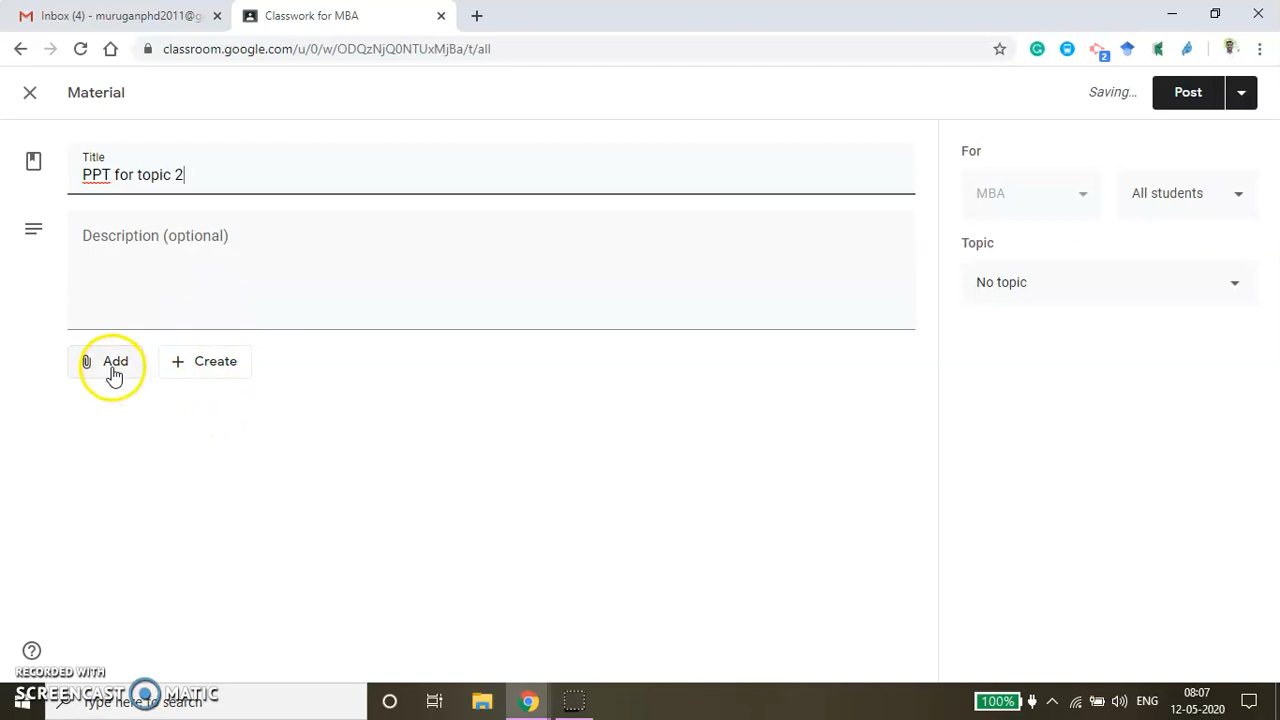 Inbox (4) - muruganphd2011@g
Classwork for MBA
classroom.google.com/u/0/w/ODQzNjQ0NTUxMjBa/t/all
2
Material
Saving...
Post
Title
PPT for topic 2
Description (optional)
Add
Create
For
MBA
All students
Topic
No topic
RECORDED WITH
SCREENCAST MATIC
Type here to search
100%
ENG
08:07
12-05-2020